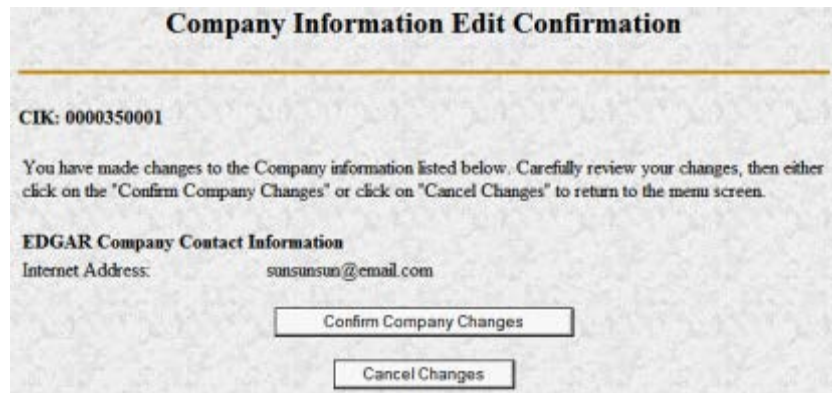 Company Information Edit Confirmation
CIK: 0000350001
You have made changes to the Company information listed below. Carefully review your changes, then either
click on the "Confirm Company Changes" or click on "Cancel Changes" to return to the menu screen.
EDGAR Company Contact Information
Internet Address: sunsunsun@email.com
Confirm Company Changes
Cancel Changes